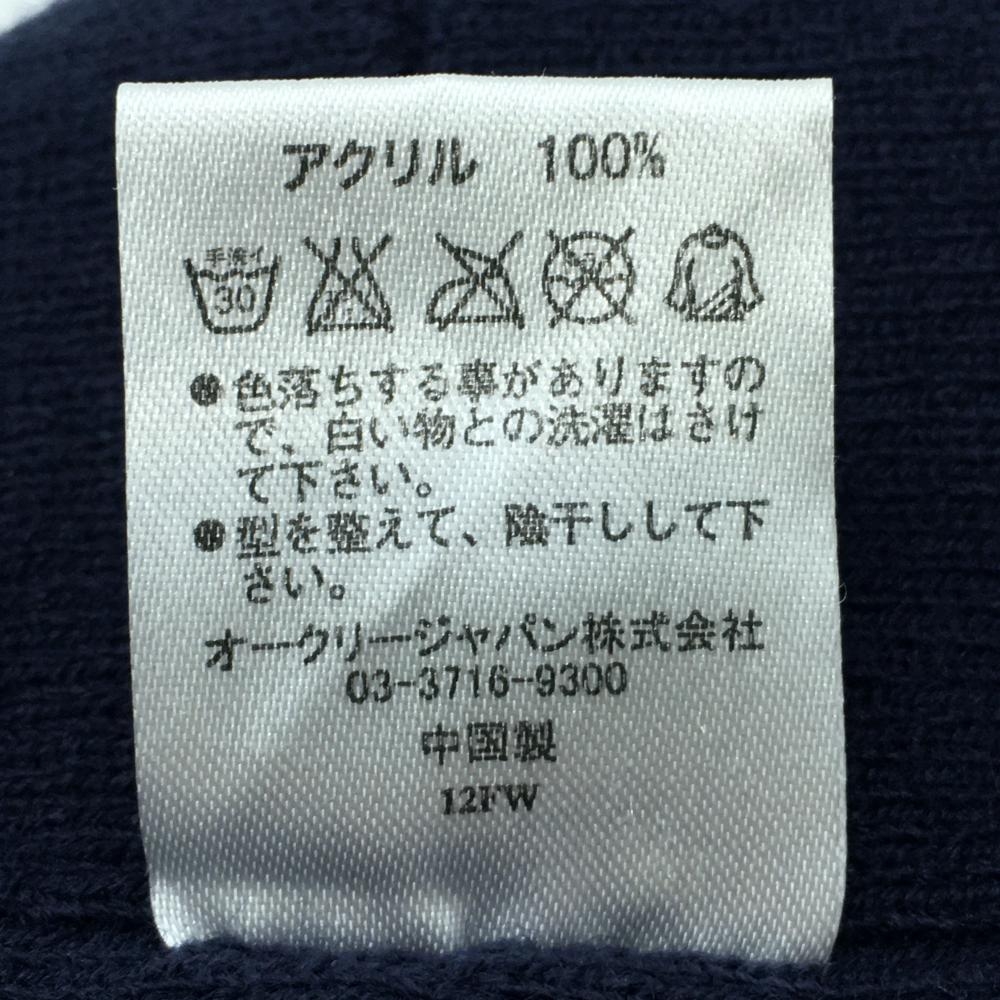 アクリル 100%
手洗イ
30
●色落ちする事がありますの
で、白い物との洗濯はさけ
て下さい。
●型を整えて、陰干しして下
さい。
オークリージャパン株式会社
03-3716-9300
中国製
12FW